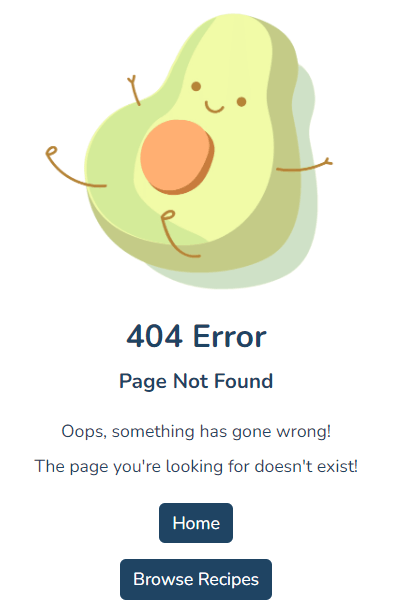 404 Error
Page Not Found
Oops, something has gone wrong!
The page you're looking for doesn't exist!
Home
Browse Recipes